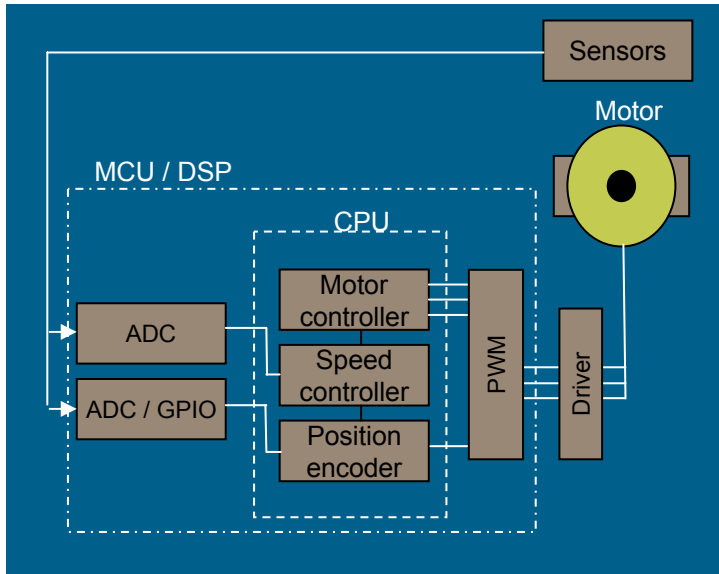 Sensors
Motor
MCU / DSP
CPU
Motor
controller
ADC
Speed
controller
PWM
Driver
ADC / GPIO
Position
encoder